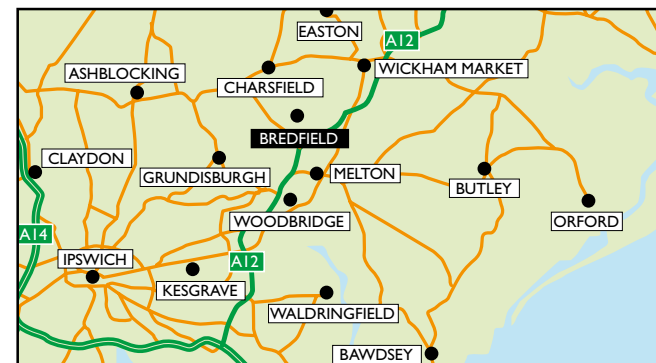 EASTON
A12
ASHBLOCKING
CHARSFIELD
WICKHAM MARKET
BREDFIELD
CLAYDON
GRUNDISBURGH
MELTON
BUTLEY
WOODBRIDGE
ORFORD
A14
IPSWICH
A12
KESGRAVE
WALDRINGFIELD
BAWDSEY